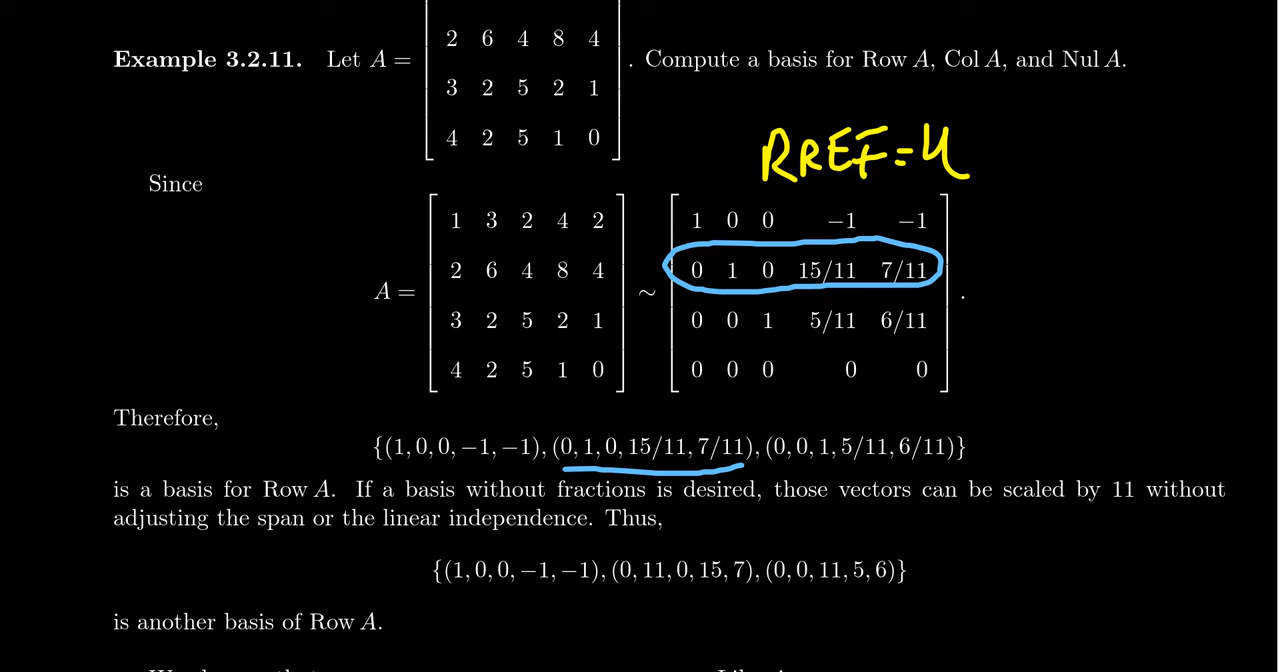 2 6 4 8 4
Example 3.2.11. Let A = . Compute a basis for Row A, Col A, and Nul A.
3 2 5 2 1
4 2 5 1 0
RREF=U
Since
1 3 2 4 2 1 0 0 −1 −1
2 6 4 8 4 0 1 0 15/11 7/11
A = ∼ .
3 2 5 2 1 0 0 1 5/11 6/11
4 2 5 1 0 0 0 0 0 0
Therefore,
{(1, 0, 0, −1, −1), (0, 1, 0, 15/11, 7/11), (0, 0, 1, 5/11, 6/11)}
is a basis for Row A. If a basis without fractions is desired, those vectors can be scaled by 11 without
adjusting the span or the linear independence. Thus,
{(1, 0, 0, −1, −1), (0, 11, 0, 15, 7), (0, 0, 11, 5, 6)}
is another basis of Row A.